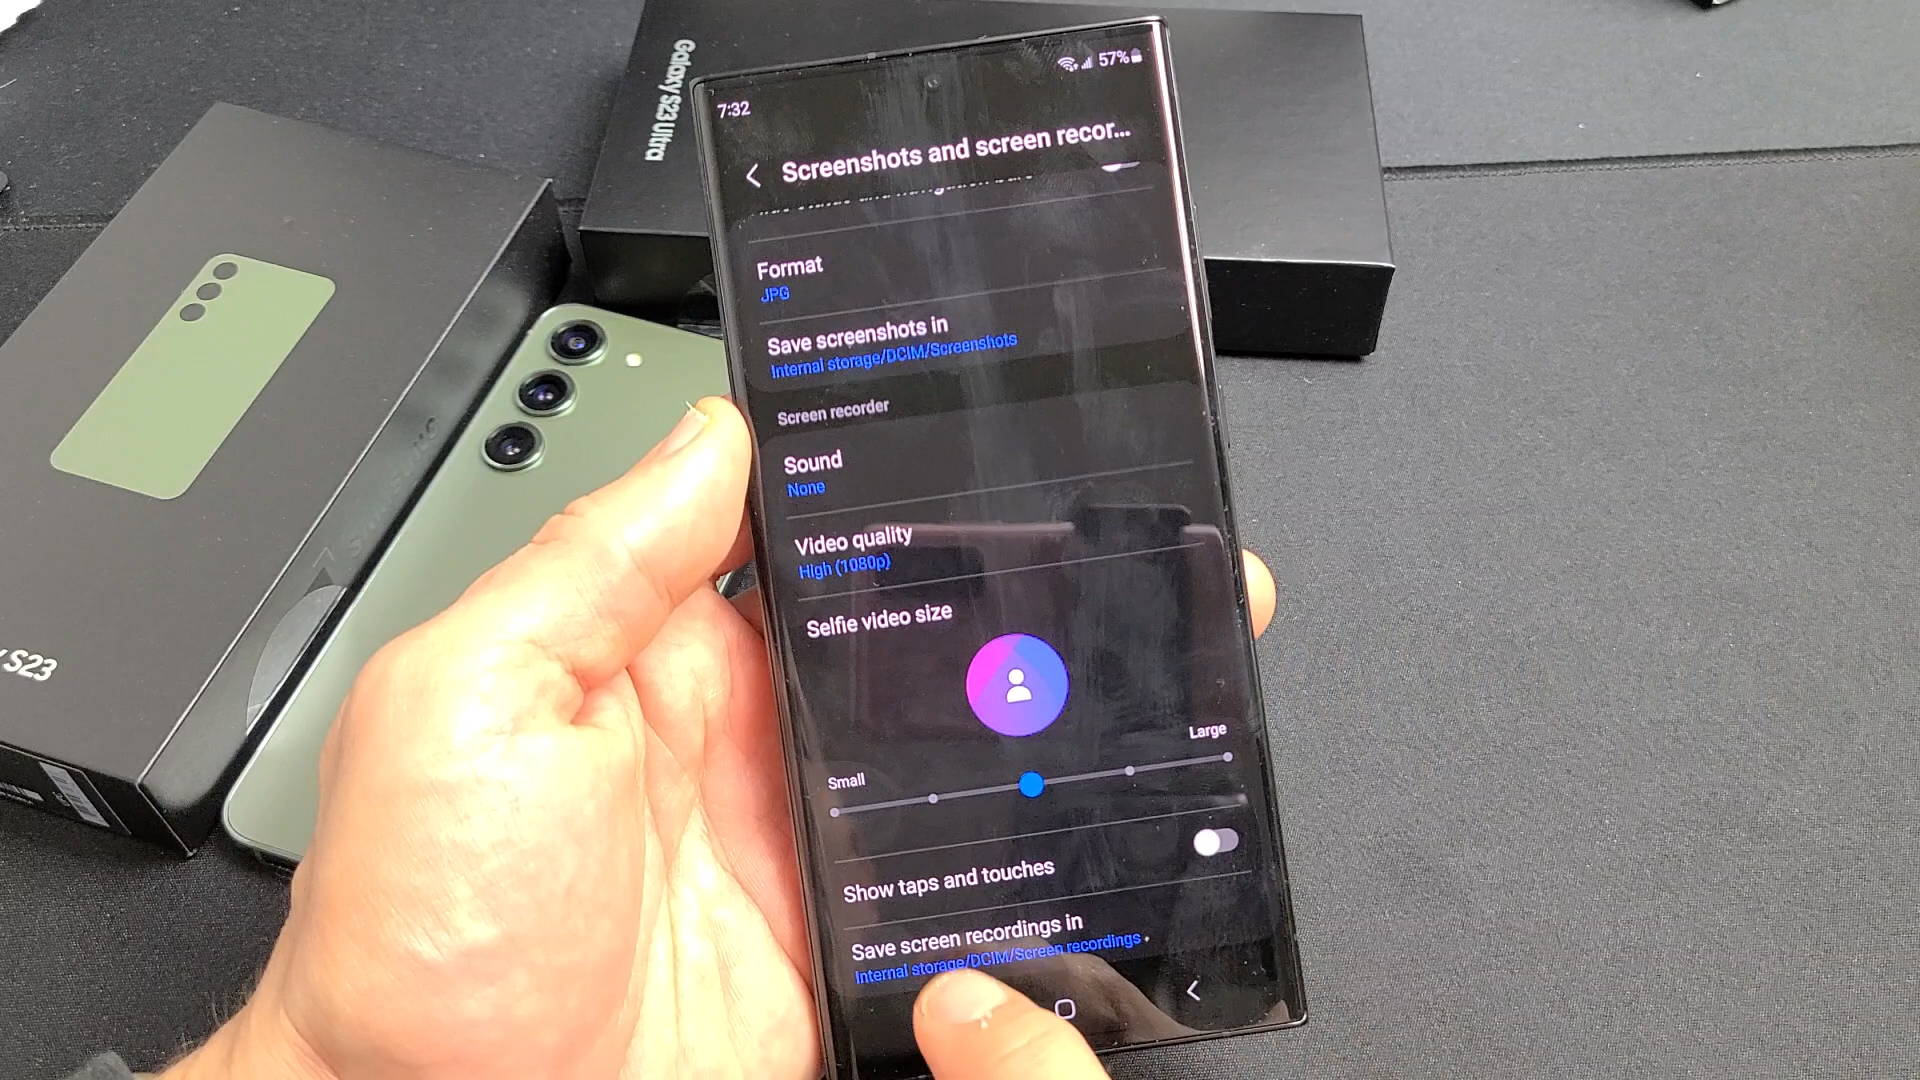 Galaxy S23 Ultra
7:32
57%
Screenshots and screen recor...
Format
JPG
Save screenshots in
Internal storage/DCIM/Screenshots
Screen recorder
Sound
None
Video quality
High (1080p)
Selfie video size
Large
Small
Show taps and touches
Save screen recordings in
Internal storage/DCIM/Screen recordings
SAMSUNG
S23